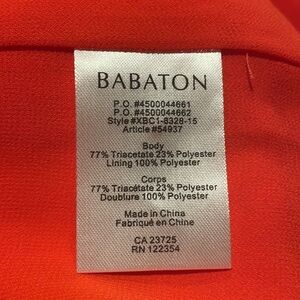 BABATON
P.O. #4500044661
P.O. #4500044662
Style #XBC1-8328-15
Article #54937
Body
77% Triacetate 23% Polyester
Lining 100% Polyester
Corps
77% Triacétate 23% Polyester
Doublure 100% Polyester
Made in China
Fabriqué en Chine
CA 23725
RN 122354